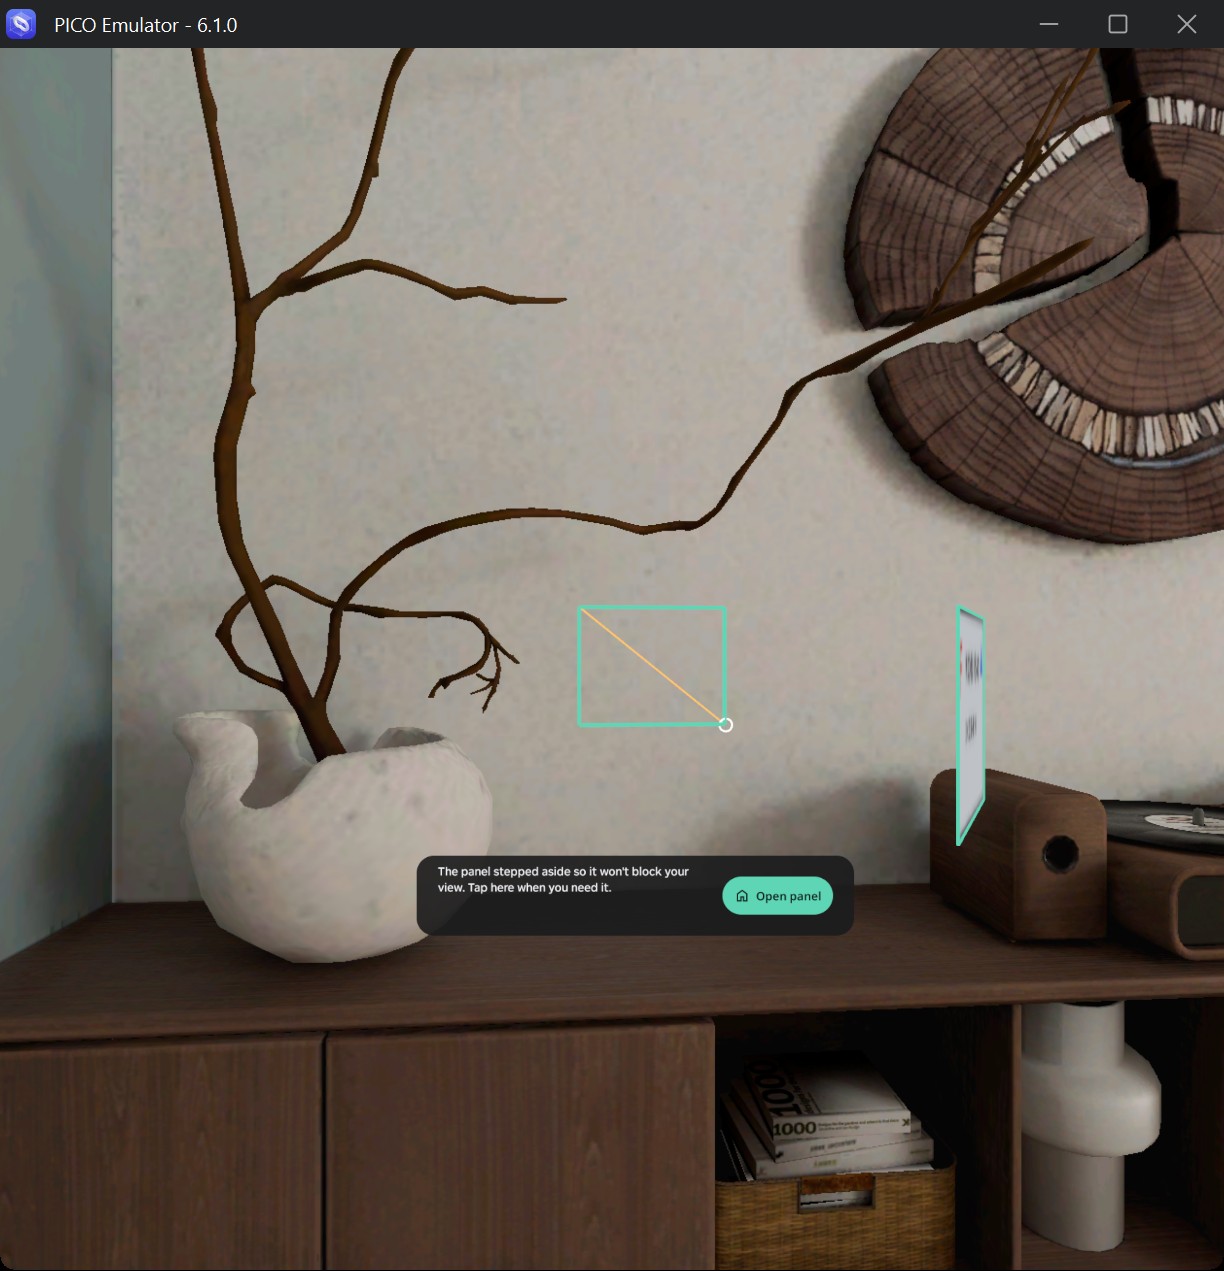 PICO Emulator - 6.1.0
The panel stepped aside so it won't block your
view. Tap here when you need it.
Open panel
1000
1000